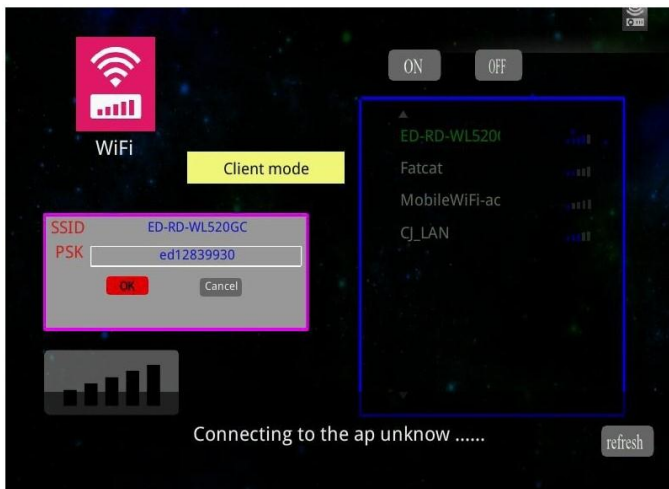 WiFi
ON OFF
Client mode
ED-RD-WL520
Fatcat
MobileWiFi-ac
CJ_LAN
SSID ED-RD-WL520GC
PSK ed12839930
OK Cancel
Connecting to the ap unknow ......
refresh